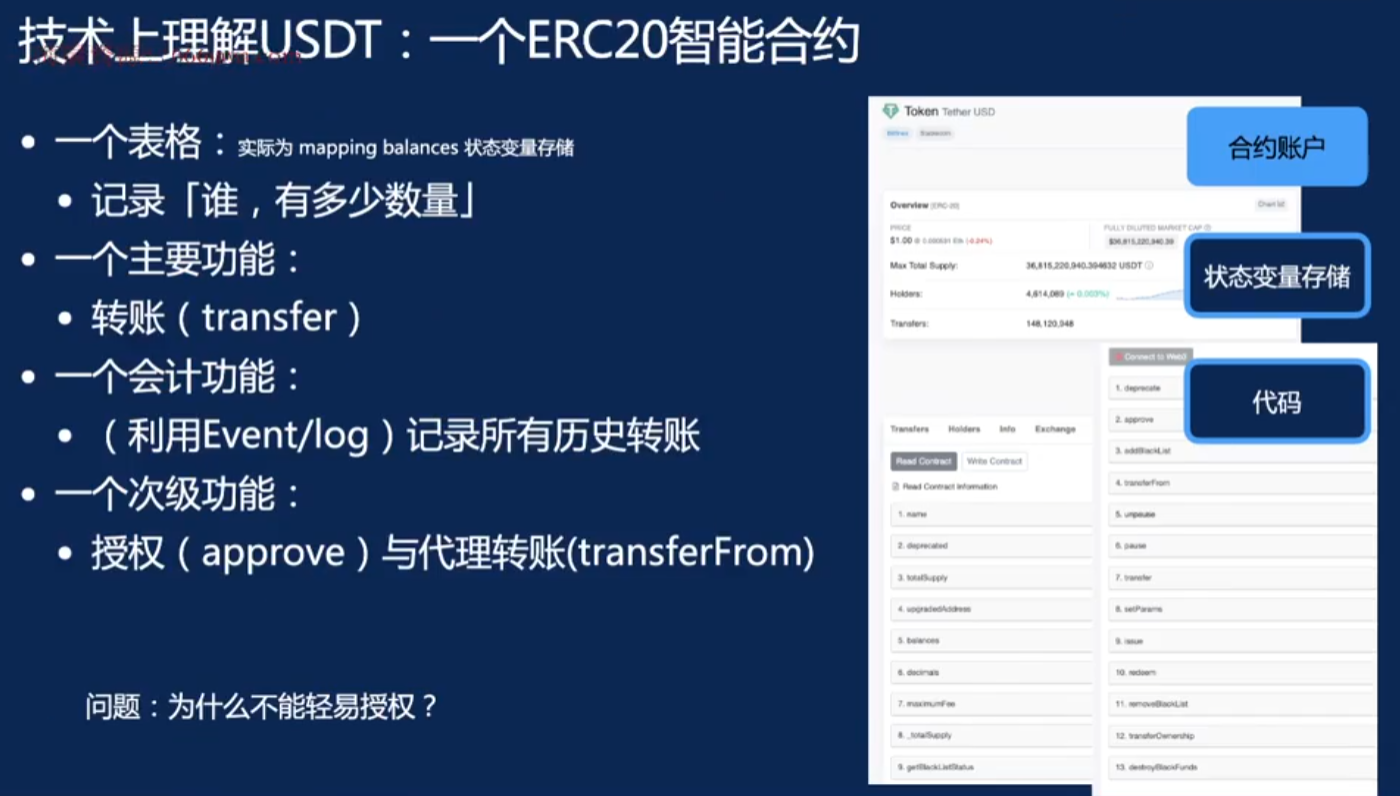 技术上理解USDT：一个ERC20智能合约
• 一个表格：实际为 mapping balances 状态变量存储
• 记录「谁，有多少数量」
• 一个主要功能：
• 转账（transfer）
• 一个会计功能：
• （利用Event/log）记录所有历史转账
• 一个次级功能：
• 授权（approve）与代理转账(transferFrom)
问题：为什么不能轻易授权？
Token Tether USD
合约账户
Overview [ERC-20]
PRICE
FULLY DILUTED MARKET CAP
$1.00 @ 0.000591 Eth (-0.24%)
$36,815,220,940.39
Max Total Supply:
36,815,220,940.394632 USDT
状态变量存储
Holders:
4,614,089 (+ 0.003%)
Transfers:
148,120,948
Connect to Web3
代码
Transfers Holders Info Exchange
Read Contract Write Contract
Read Contract Information
1. name
2. deprecated
3. totalSupply
4. upgradedAddress
5. balances
6. decimals
7. maximumFee
8. _totalSupply
9. getBlackListStatus
1. deprecate
2. approve
3. addBlackList
4. transferFrom
5. unpause
6. pause
7. transfer
8. setParams
9. issue
10. redeem
11. removeBlackList
12. transferOwnership
13. destroyBlackFunds